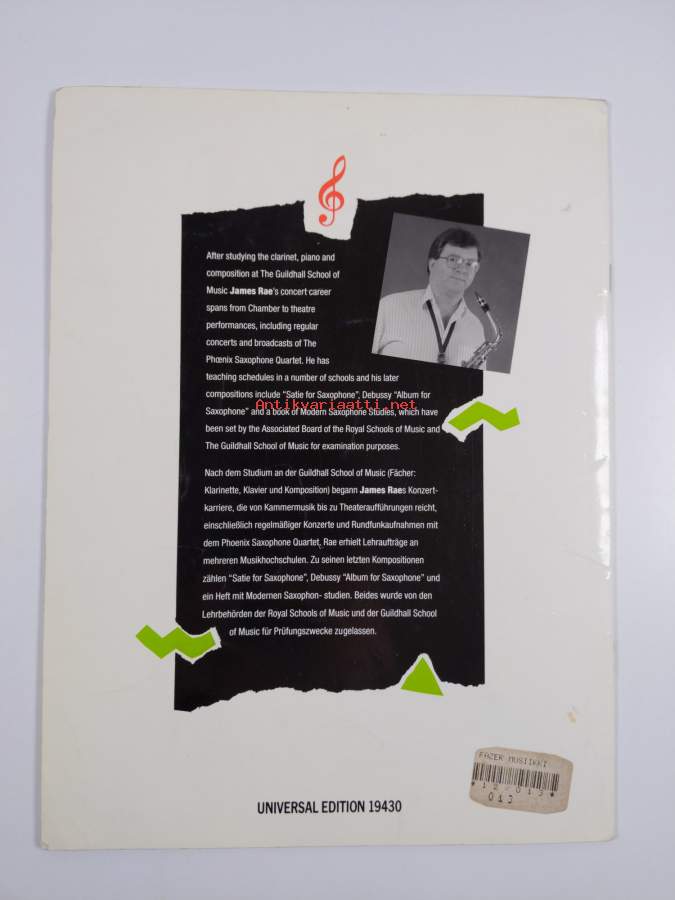 After studying the clarinet, piano and
composition at The Guildhall School of
Music James Rae's concert career
spans from Chamber to theatre
performances, including regular
concerts and broadcasts of The
Phœnix Saxophone Quartet. He has
teaching schedules in a number of schools and his later
compositions include "Satie for Saxophone", Debussy "Album for
Antikvariaatti.net
Saxophone" and a book of Modern Saxophone Studies, which have
been set by the Associated Board of the Royal Schools of Music and
The Guildhall School of Music for examination purposes.
Nach dem Studium an der Guildhall School of Music (Fächer:
Klarinette, Klavier und Komposition) begann James Raes Konzert-
karriere, die von Kammermusik bis zu Theateraufführungen reicht,
einschließlich regelmäßiger Konzerte und Rundfunkaufnahmen mit
dem Phoenix Saxophone Quartet, Rae erhielt Lehraufträge an
mehreren Musikhochschulen. Zu seinen letzten Kompositionen
zählen "Satie for Saxophone", Debussy "Album for Saxophone" und
ein Heft mit Modernen Saxophon- studien. Beides wurde von den
Lehrbehörden der Royal Schools of Music und der Guildhall School
of Music für Prüfungszwecke zugelassen.
FAZER MUSIIKKI
*12/013*
013
UNIVERSAL EDITION 19430